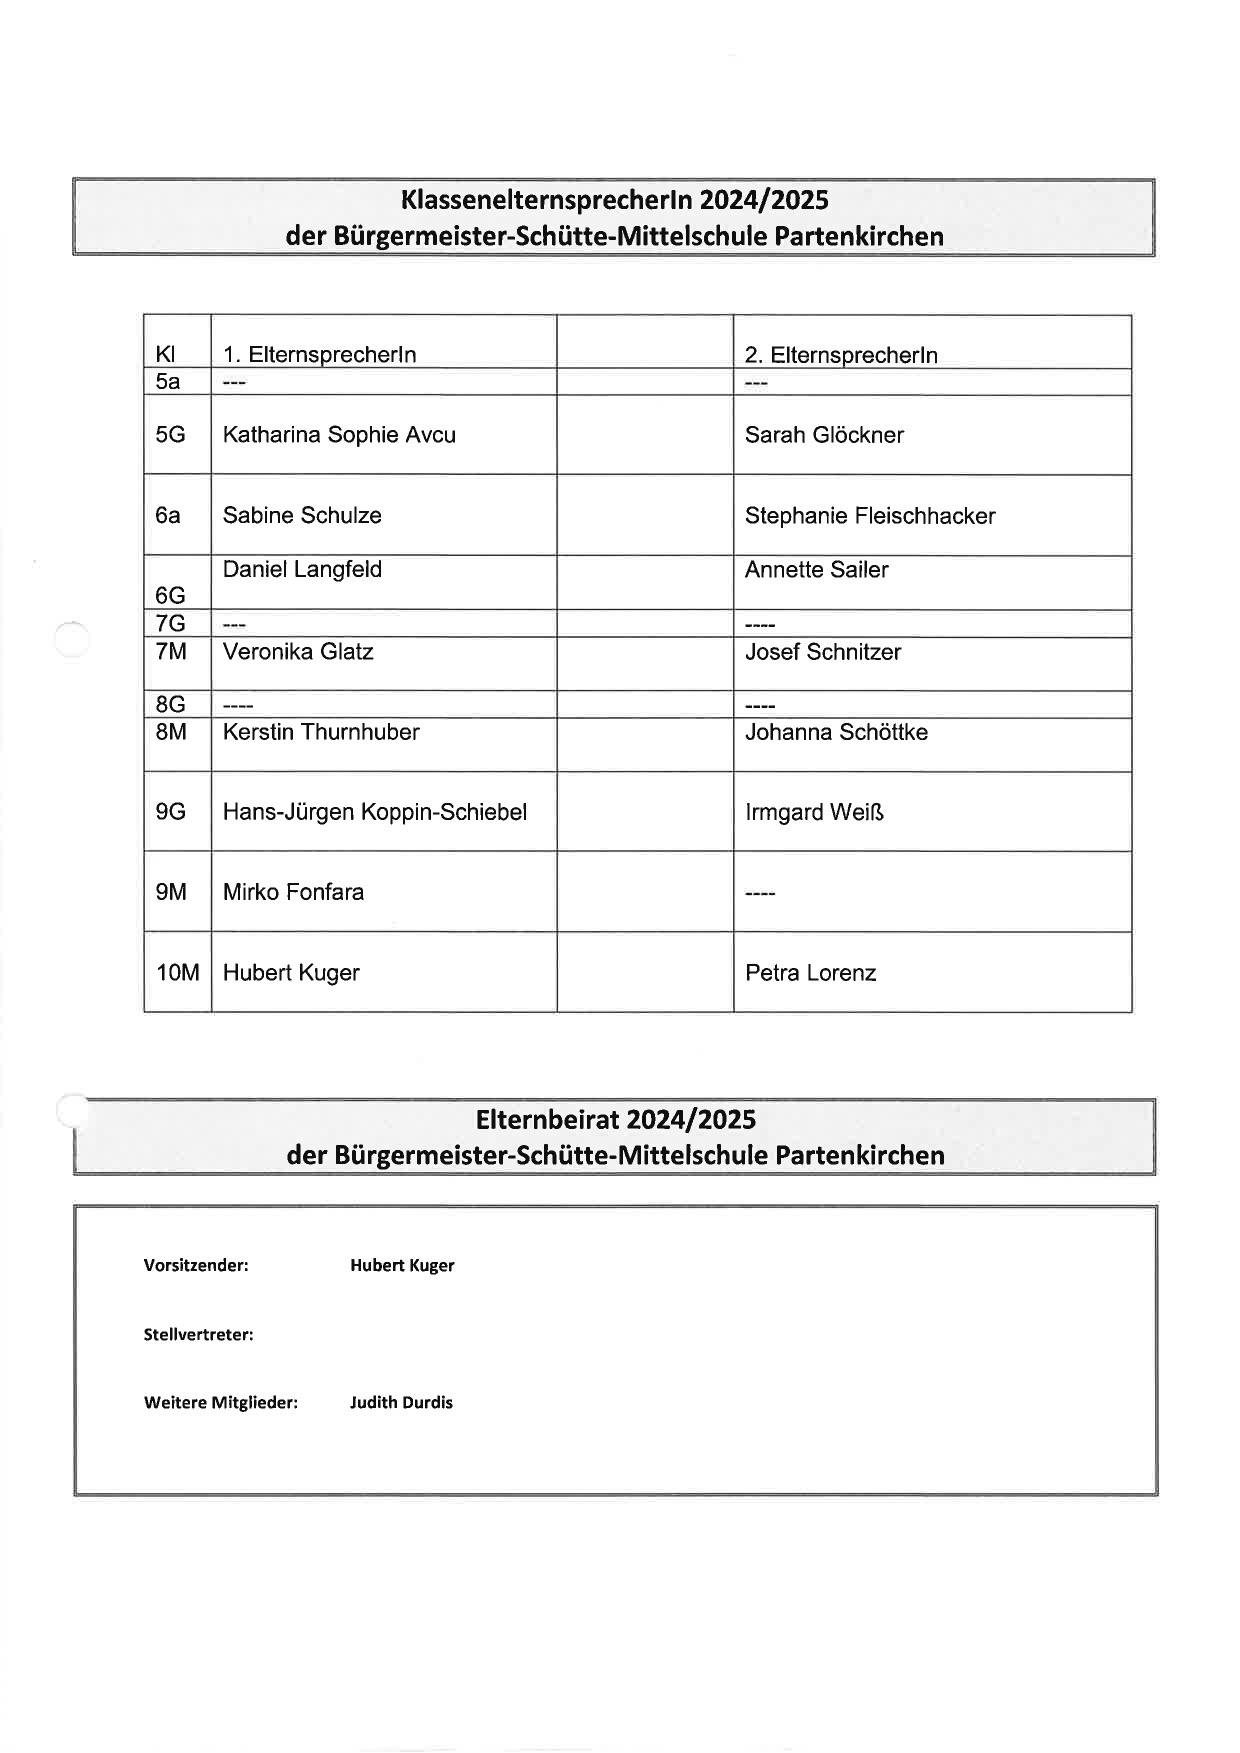 KlassenelternsprecherIn 2024/2025
der Bürgermeister-Schütte-Mittelschule Partenkirchen
Kl 1. ElternsprecherIn 2. ElternsprecherIn
5a --- ---
5G Katharina Sophie Avcu Sarah Glöckner
6a Sabine Schulze Stephanie Fleischhacker
6G Daniel Langfeld Annette Sailer
7G --- ----
7M Veronika Glatz Josef Schnitzer
8G ---- ----
8M Kerstin Thurnhuber Johanna Schöttke
9G Hans-Jürgen Koppin-Schiebel Irmgard Weiß
9M Mirko Fonfara ----
10M Hubert Kuger Petra Lorenz
Elternbeirat 2024/2025
der Bürgermeister-Schütte-Mittelschule Partenkirchen
Vorsitzender: Hubert Kuger
Stellvertreter:
Weitere Mitglieder: Judith Durdis